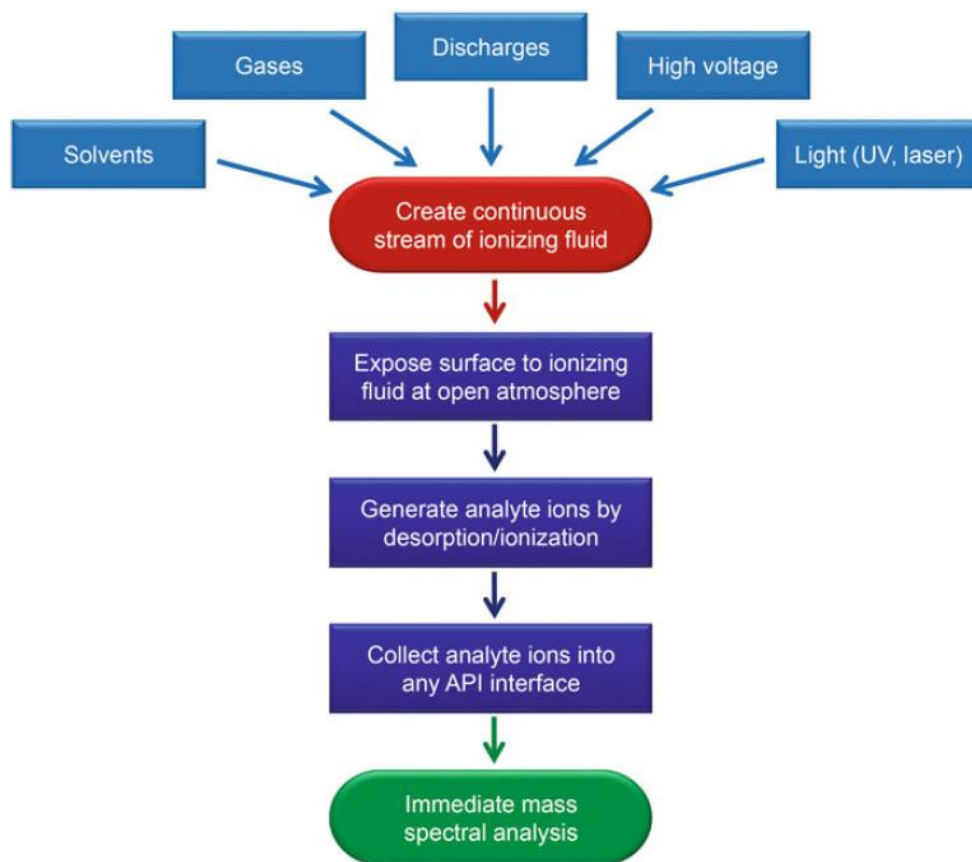 Discharges
Gases
High voltage
Solvents
Light (UV, laser)
Create continuous
stream of ionizing fluid
Expose surface to ionizing
fluid at open atmosphere
Generate analyte ions by
desorption/ionization
Collect analyte ions into
any API interface
Immediate mass
spectral analysis